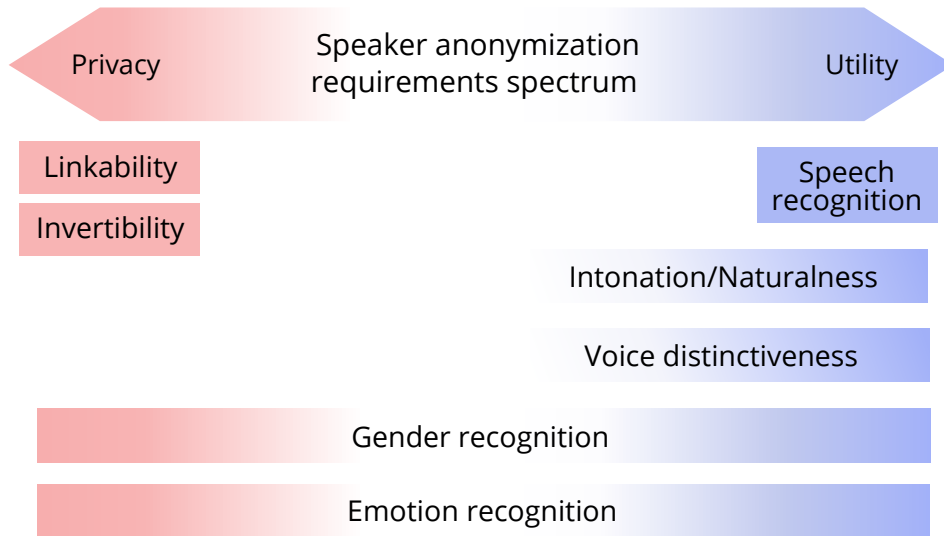 Privacy
Speaker anonymization
requirements spectrum
Utility
Linkability
Invertibility
Speech
recognition
Intonation/Naturalness
Voice distinctiveness
Gender recognition
Emotion recognition